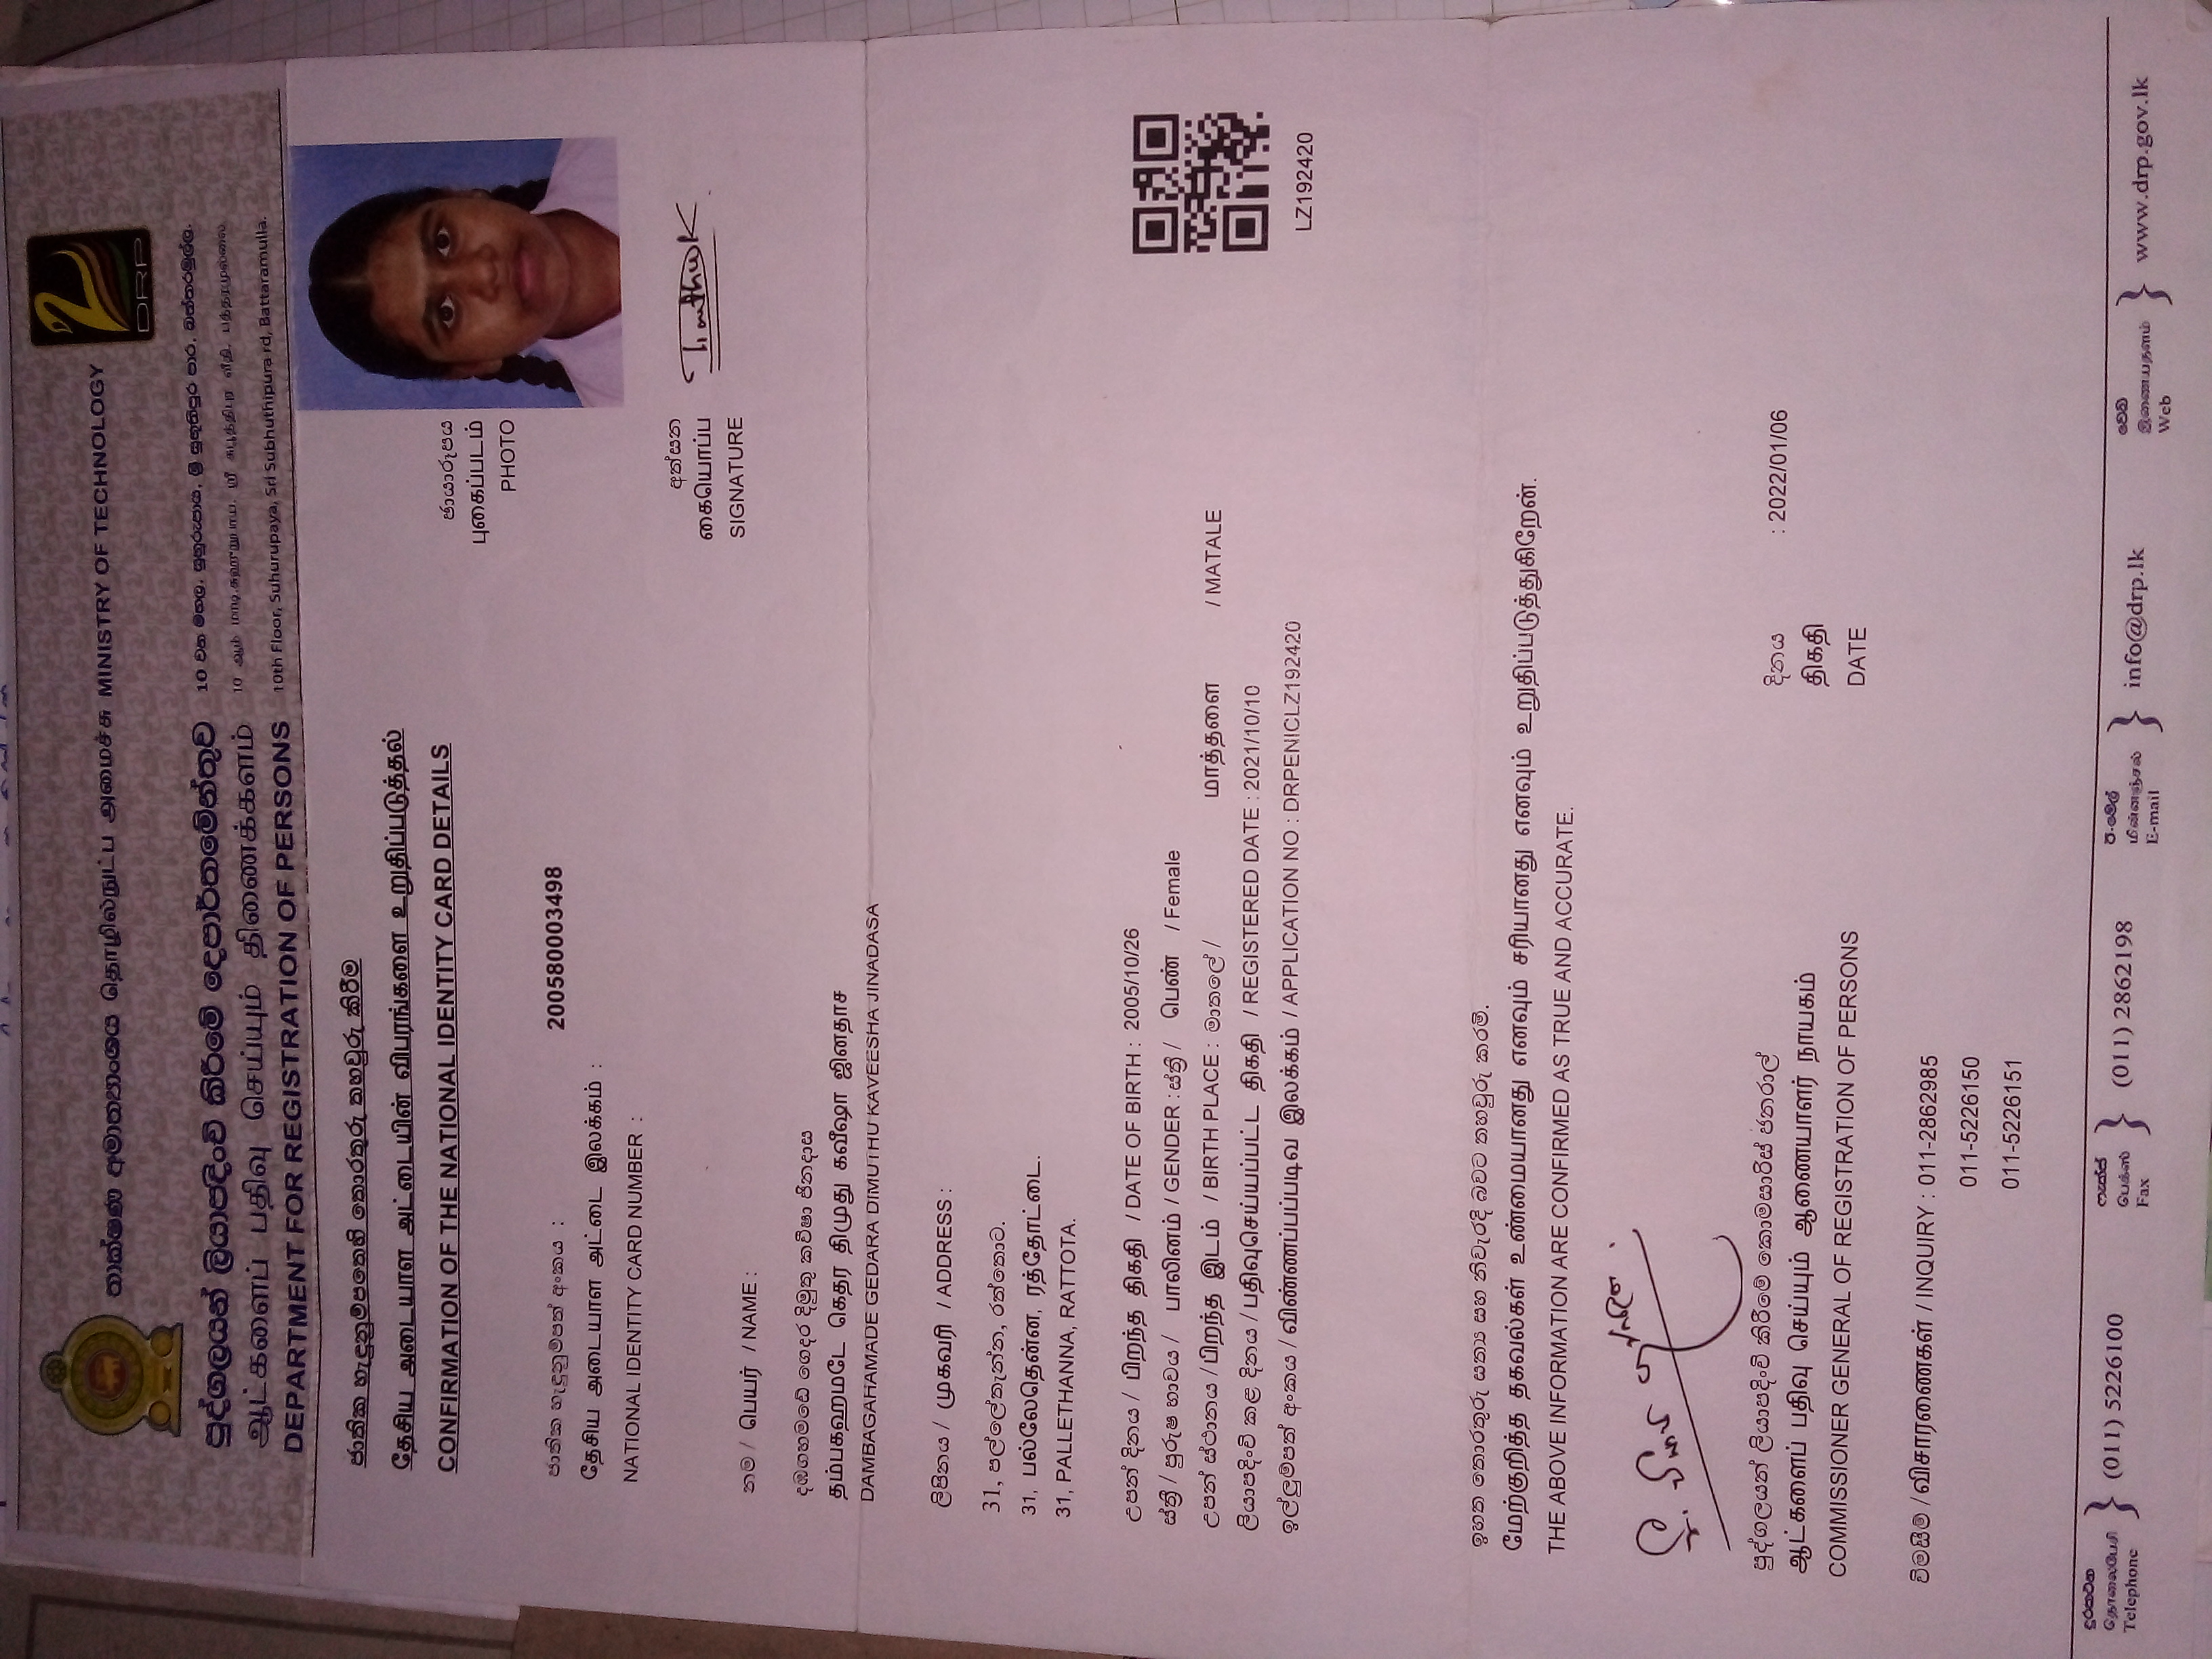 තාක්ෂණ අමාත්‍යාංශය தொழில்நுட்ப அமைச்சு MINISTRY OF TECHNOLOGY
DRP
පුද්ගලයන් ලියාපදිංචි කිරීමේ දෙපාර්තමේන්තුව
ஆட்களைப் பதிவு செய்யும் திணைக்களம்
DEPARTMENT FOR REGISTRATION OF PERSONS
10 වන මහල, සුහුරුපාය, ශ්‍රී සුභූතිපුර පාර, බත්තරමුල්ල.
10 ஆம் மாடி,சுஹுறுபாய, ஸ்ரீ சுபூத்திபுர வீதி, பத்தரமுல்லை.
10th Floor, Suhurupaya, Sri Subhuthipura rd, Battaramulla.
ජාතික හැඳුනුම්පතෙහි තොරතුරු තහවුරු කිරීම
தேசிய அடையாள அட்டையின் விபரங்களை உறுதிப்படுத்தல்
CONFIRMATION OF THE NATIONAL IDENTITY CARD DETAILS
ඡායාරූපය
புகைப்படம்
PHOTO
ජාතික හැඳුනුම්පත් අංකය : 200580003498
தேசிய அடையாள அட்டை இலக்கம் :
NATIONAL IDENTITY CARD NUMBER :
අත්සන
கையொப்ப
SIGNATURE
නම / பெயர் / NAME :
දඹගහමඩේ ගෙදර දිමුතු කවීෂා ජිනදාස
தம்பகஹமடே கெதர திமுது கவீஷா ஜினதாச
DAMBAGAHAMADE GEDARA DIMUTHU KAVEESHA JINADASA
ලිපිනය / முகவரி / ADDRESS :
31, පල්ලේතැන්න, රත්තොට.
31, பல்லேதென்ன, ரத்தோட்டை.
31, PALLETHANNA, RATTOTA.
උපන් දිනය / பிறந்த திகதி / DATE OF BIRTH : 2005/10/26
ස්ත්‍රී / පුරුෂ භාවය / பாலினம் / GENDER : ස්ත්‍රී / பெண் / Female
උපන් ස්ථානය / பிறந்த இடம் / BIRTH PLACE : මාතලේ / மாத்தளை / MATALE
ලියාපදිංචි කළ දිනය / பதிவுசெய்யப்பட்ட திகதி / REGISTERED DATE : 2021/10/10
ඉල්ලුම්පත් අංකය / விண்ணப்பப்படிவ இலக்கம் / APPLICATION NO : DRPENICLZ192420
LZ192420
ඉහත තොරතුරු සත්‍ය සහ නිවැරදි බවට තහවුරු කරමි.
மேற்குறித்த தகவல்கள் உண்மையானது எனவும் சரியானது எனவும் உறுதிப்படுத்துகிறேன்.
THE ABOVE INFORMATION ARE CONFIRMED AS TRUE AND ACCURATE.
පුද්ගලයන් ලියාපදිංචි කිරීමේ කොමසාරිස් ජනරාල්
ஆட்களைப் பதிவு செய்யும் ஆணையாளர் நாயகம்
COMMISSIONER GENERAL OF REGISTRATION OF PERSONS
දිනය : 2022/01/06
திகதி
DATE
විමසීම් / விசாரணைகள் / INQUIRY : 011-2862985
011-5226150
011-5226151
දුරකථන
தொலைபேசி
Telephone
(011) 5226100
ෆැක්ස්
பெக்ஸ்
Fax
(011) 2862198
ඊ-මේල්
மின்னஞ்சல்
E-mail
info@drp.lk
වෙබ්
இணையதளம்
Web
www.drp.gov.lk